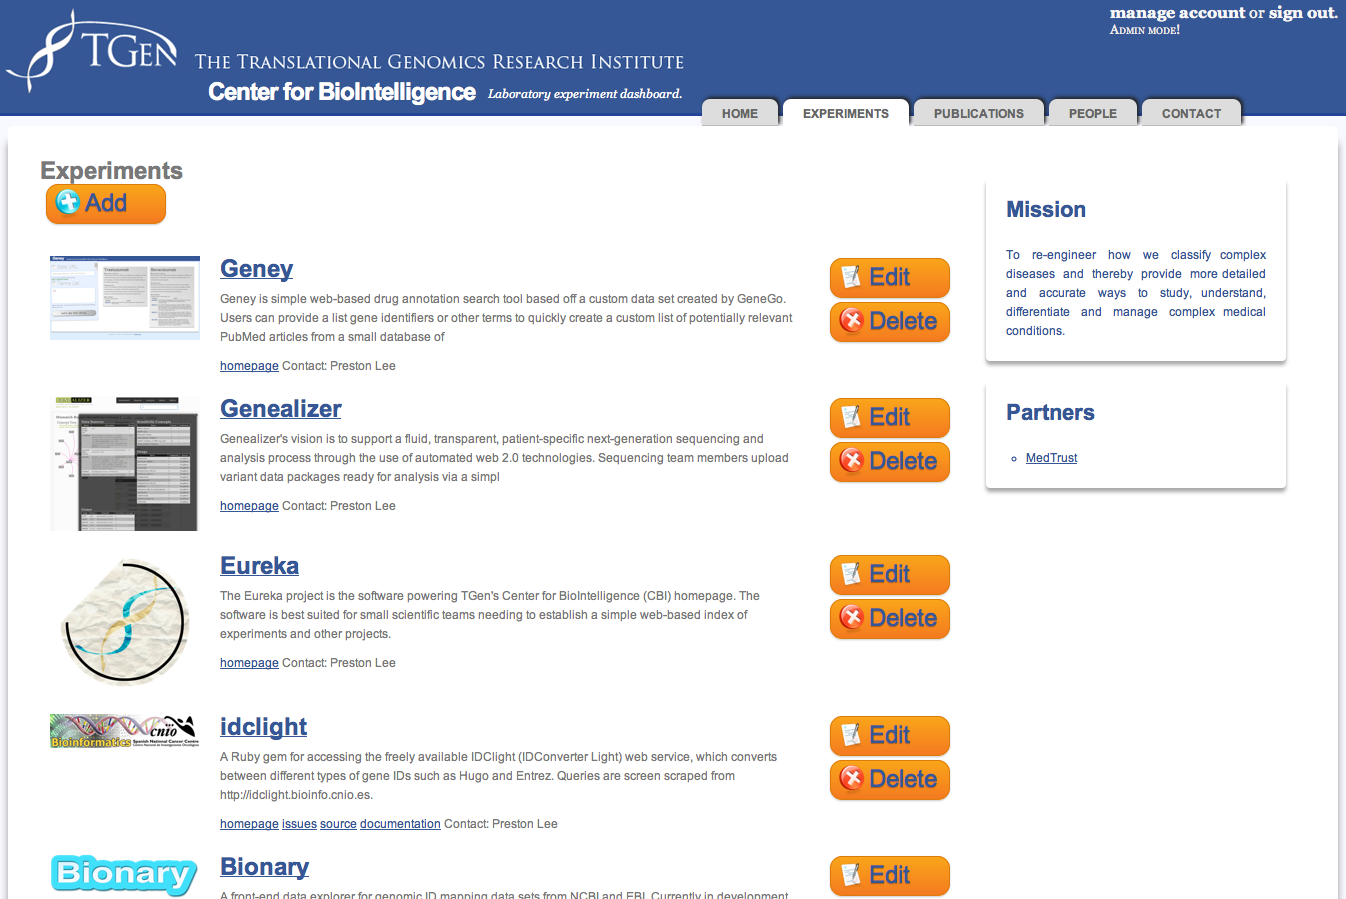 manage account or sign out.
ADMIN MODE!
TGEN
THE TRANSLATIONAL GENOMICS RESEARCH INSTITUTE
Center for BioIntelligence Laboratory experiment dashboard.
HOME EXPERIMENTS PUBLICATIONS PEOPLE CONTACT
Experiments
Add
Geney
Geney is simple web-based drug annotation search tool based off a custom data set created by GeneGo.
Users can provide a list gene identifiers or other terms to quickly create a custom list of potentially relevant
PubMed articles from a small database of
homepage Contact: Preston Lee
Edit
Delete
Genealizer
Genealizer's vision is to support a fluid, transparent, patient-specific next-generation sequencing and
analysis process through the use of automated web 2.0 technologies. Sequencing team members upload
variant data packages ready for analysis via a simpl
homepage Contact: Preston Lee
Edit
Delete
Eureka
The Eureka project is the software powering TGen's Center for BioIntelligence (CBI) homepage. The
software is best suited for small scientific teams needing to establish a simple web-based index of
experiments and other projects.
homepage Contact: Preston Lee
Edit
Delete
Bioinformatics
cnio
Spanish National Cancer Centre
idclight
A Ruby gem for accessing the freely available IDClight (IDConverter Light) web service, which converts
between different types of gene IDs such as Hugo and Entrez. Queries are screen scraped from
http://idclight.bioinfo.cnio.es.
homepage issues source documentation Contact: Preston Lee
Edit
Delete
Bionary
Bionary
A front-end data explorer for genomic ID mapping data sets from NCBI and EBI. Currently in development
Edit
Mission
To re-engineer how we classify complex
diseases and thereby provide more detailed
and accurate ways to study, understand,
differentiate and manage complex medical
conditions.
Partners
MedTrust